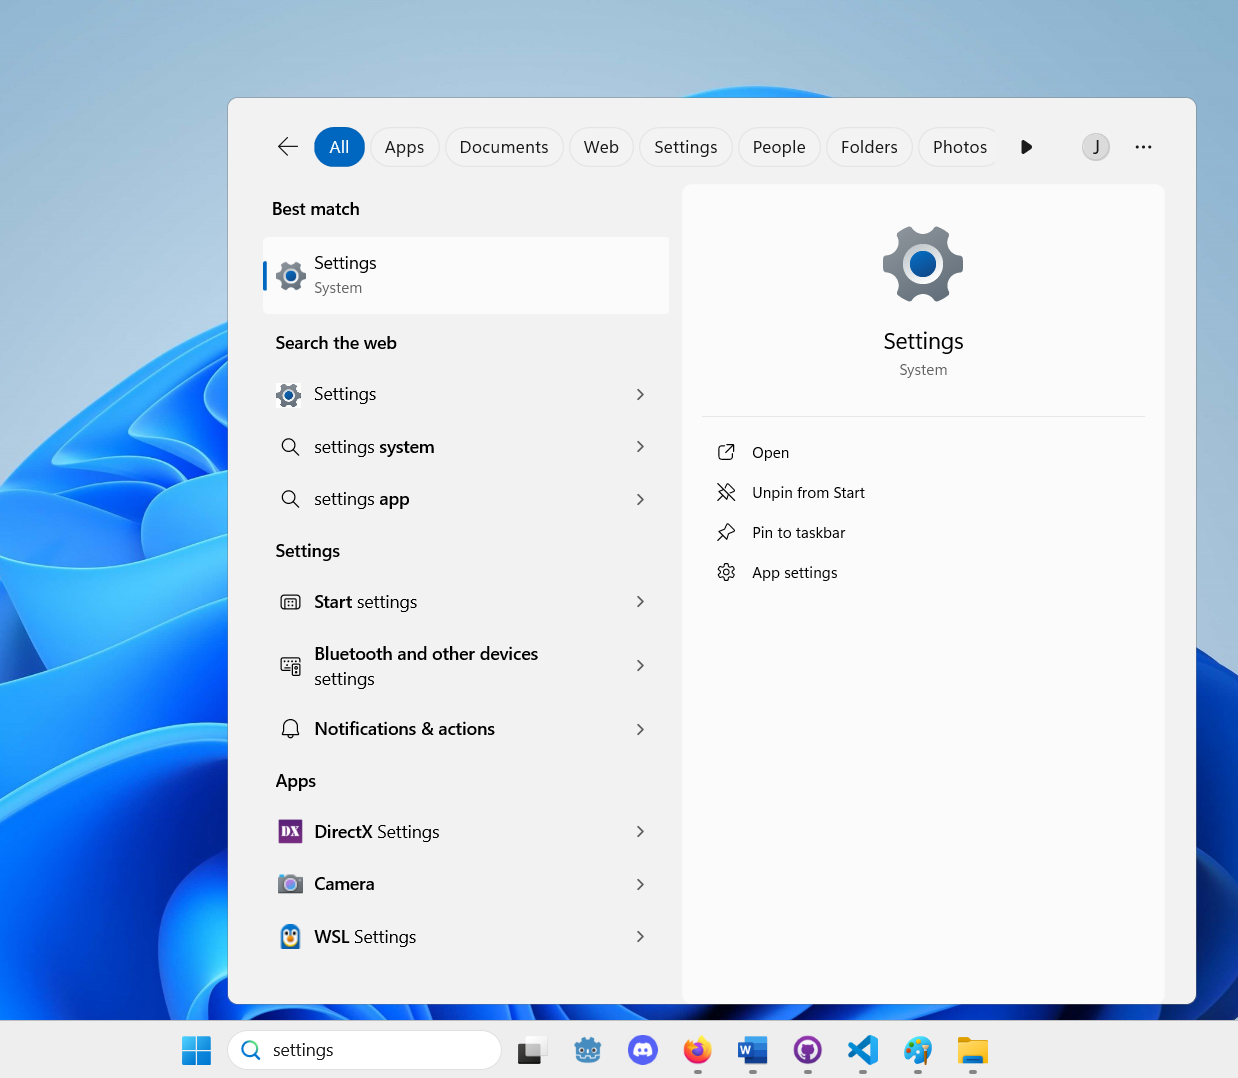 All Apps Documents Web Settings People Folders Photos J
Best match
Settings
System
Search the web
Settings
settings system
settings app
Settings
Start settings
Bluetooth and other devices
settings
Notifications & actions
Apps
DX DirectX Settings
Camera
WSL Settings
Settings
System
Open
Unpin from Start
Pin to taskbar
App settings
settings
W